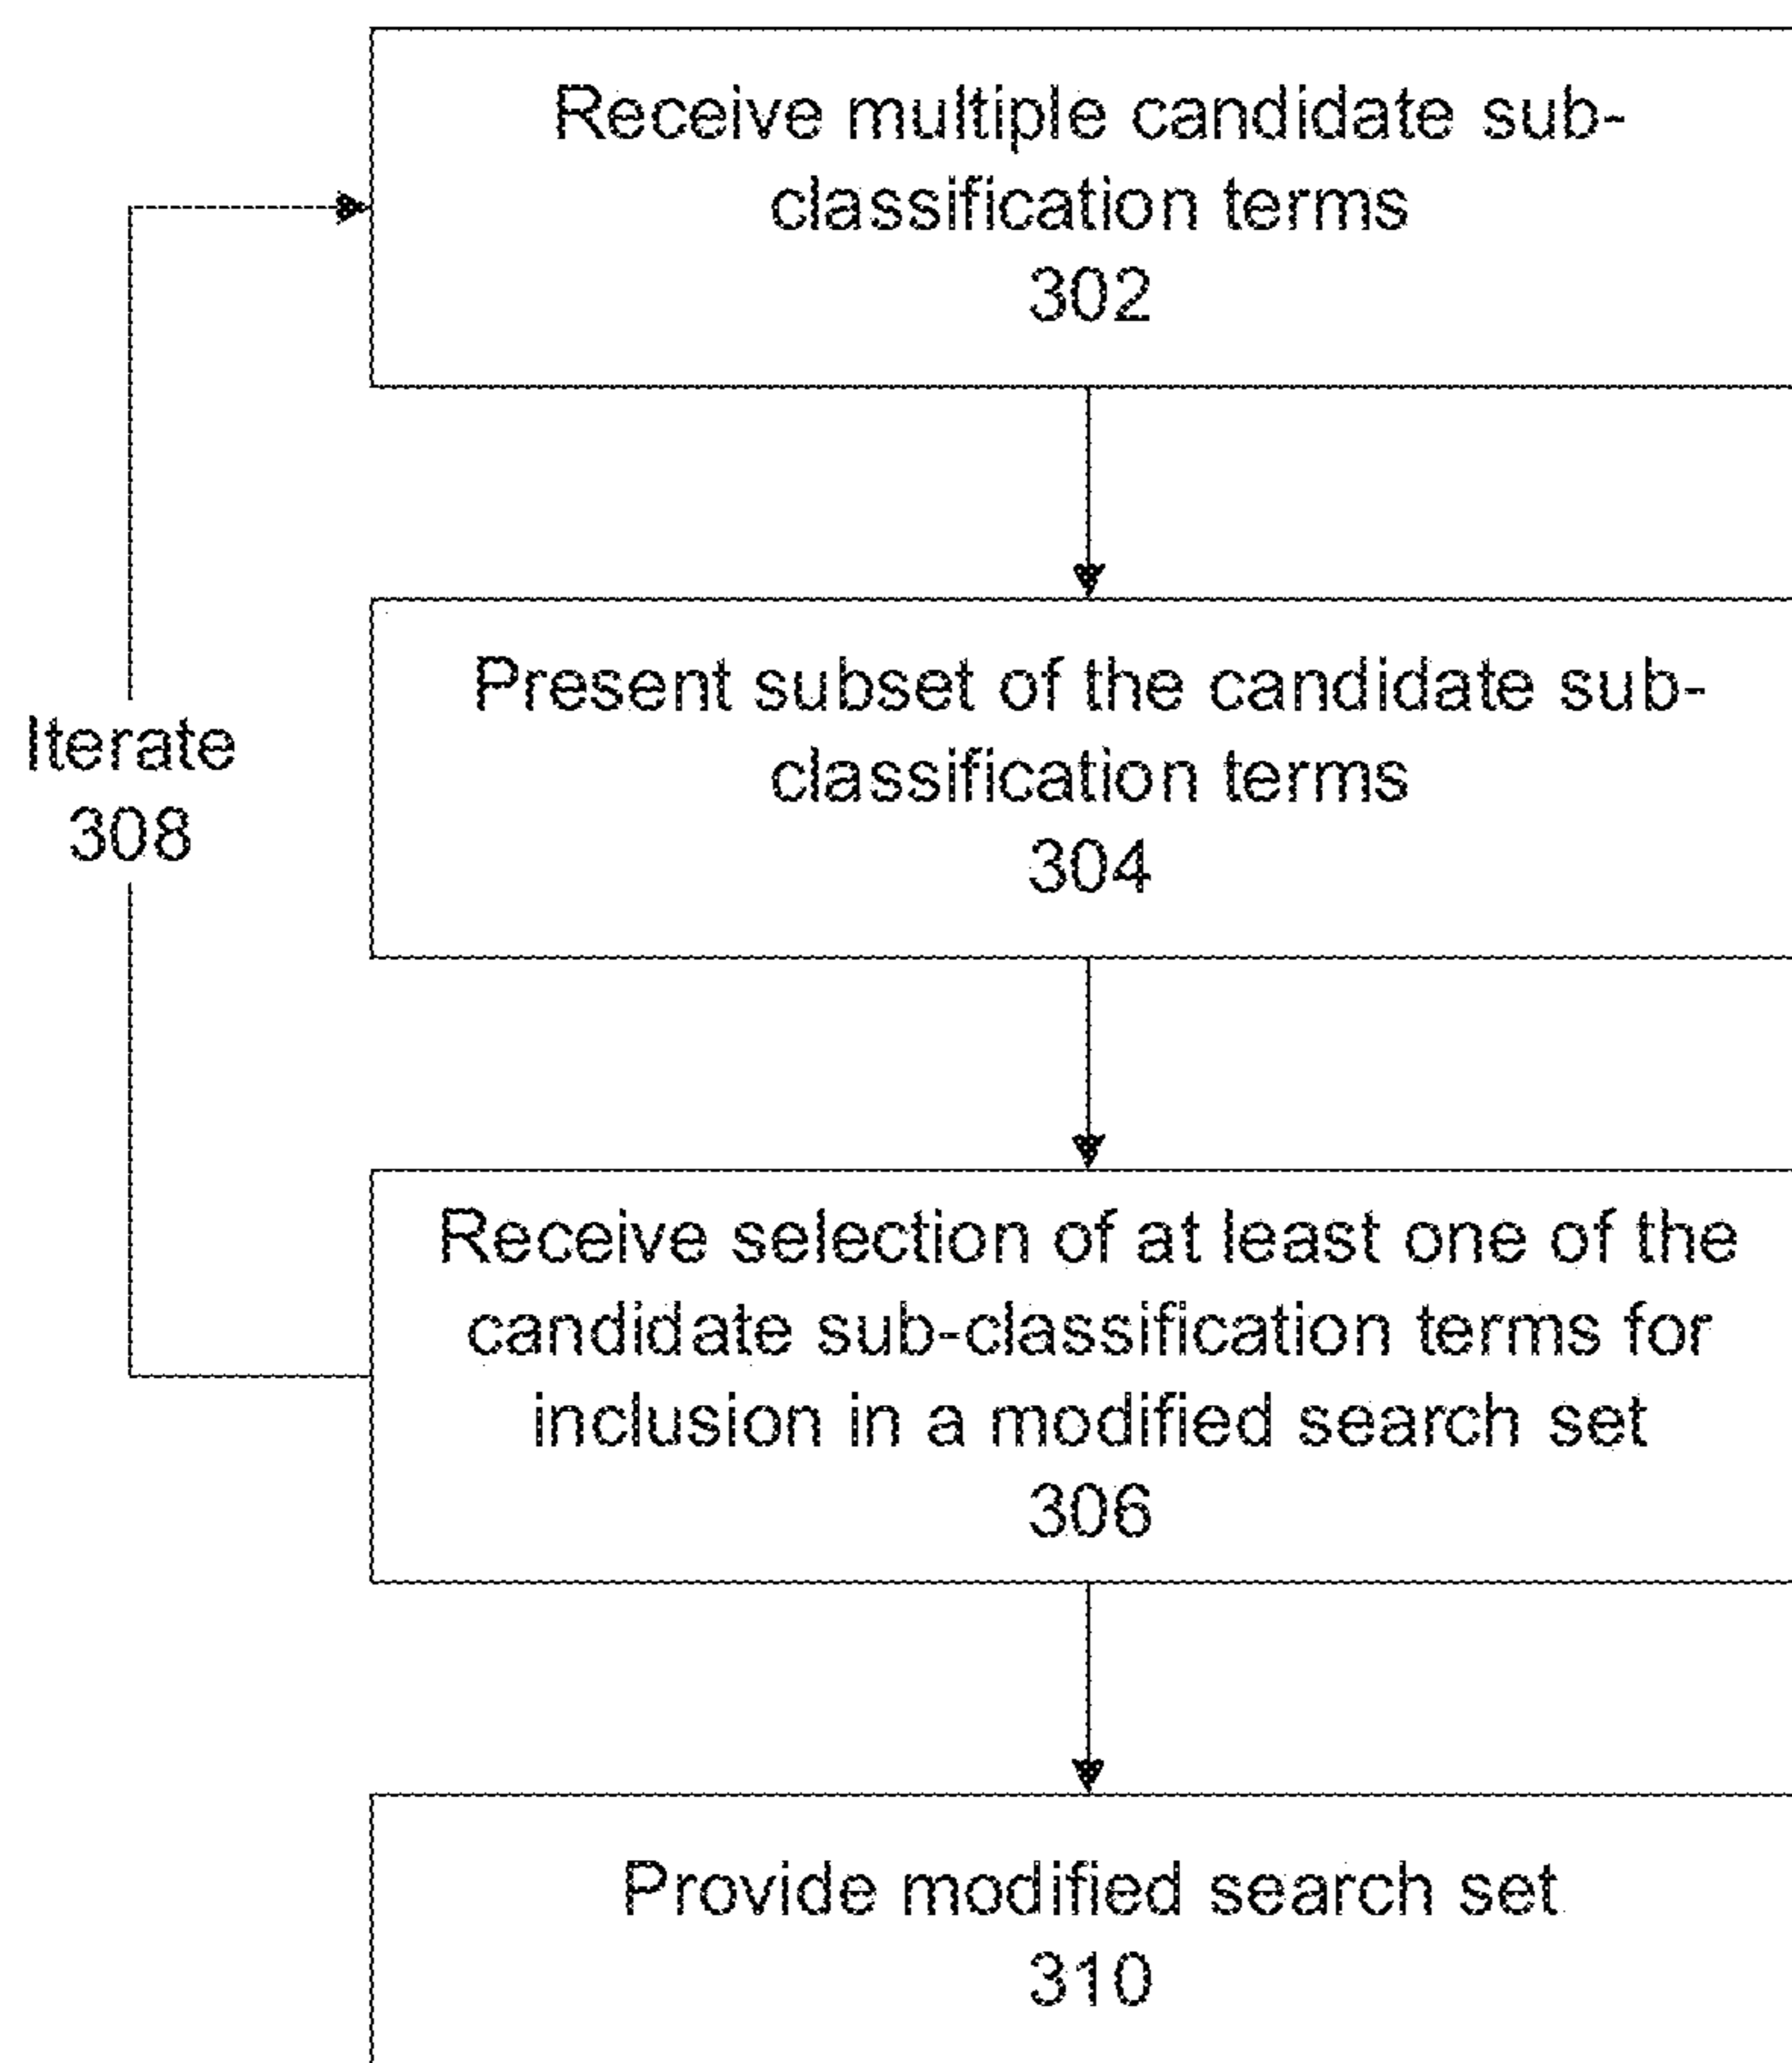 Receive multiple candidate sub-
classification terms
302
Present subset of the candidate sub-
classification terms
304
Iterate
308
Receive selection of at least one of the
candidate sub-classification terms for
inclusion in a modified search set
306
Provide modified search set
310